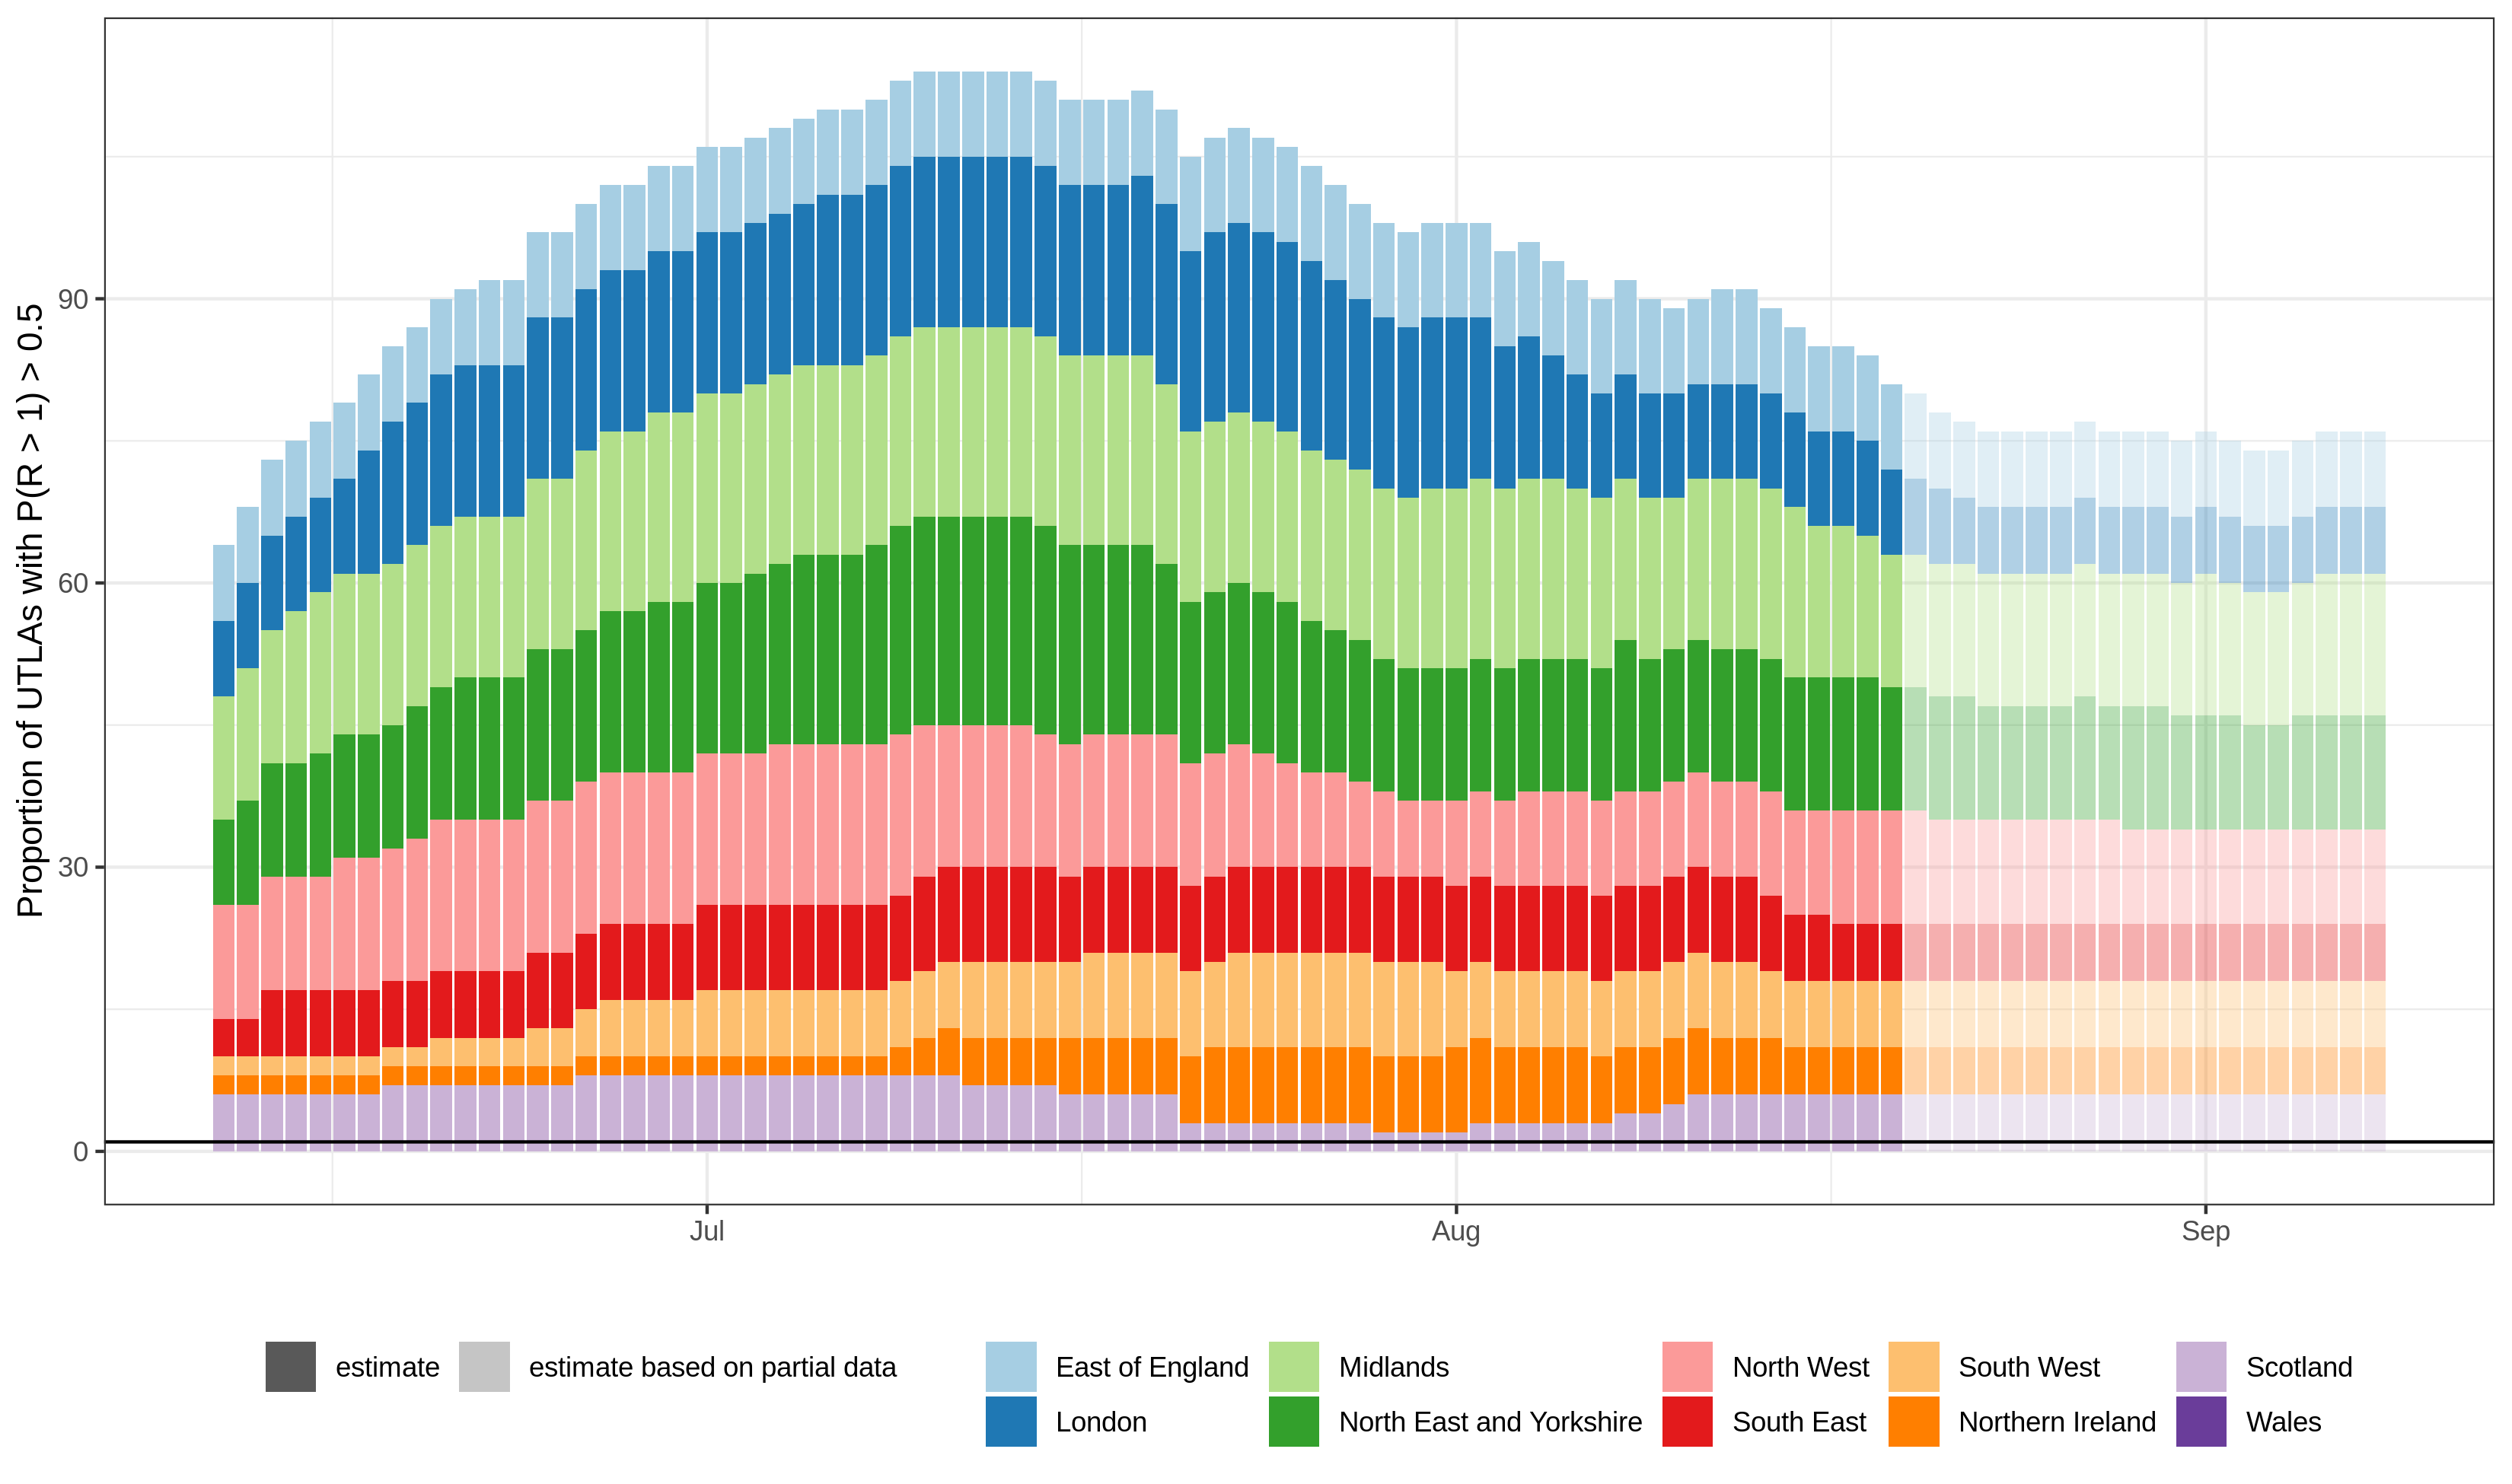 Proportion of UTLAs with P(R > 1) > 0.5
90
60
30
0
Jul Aug Sep
estimate estimate based on partial data East of England Midlands North West South West Scotland
London North East and Yorkshire South East Northern Ireland Wales